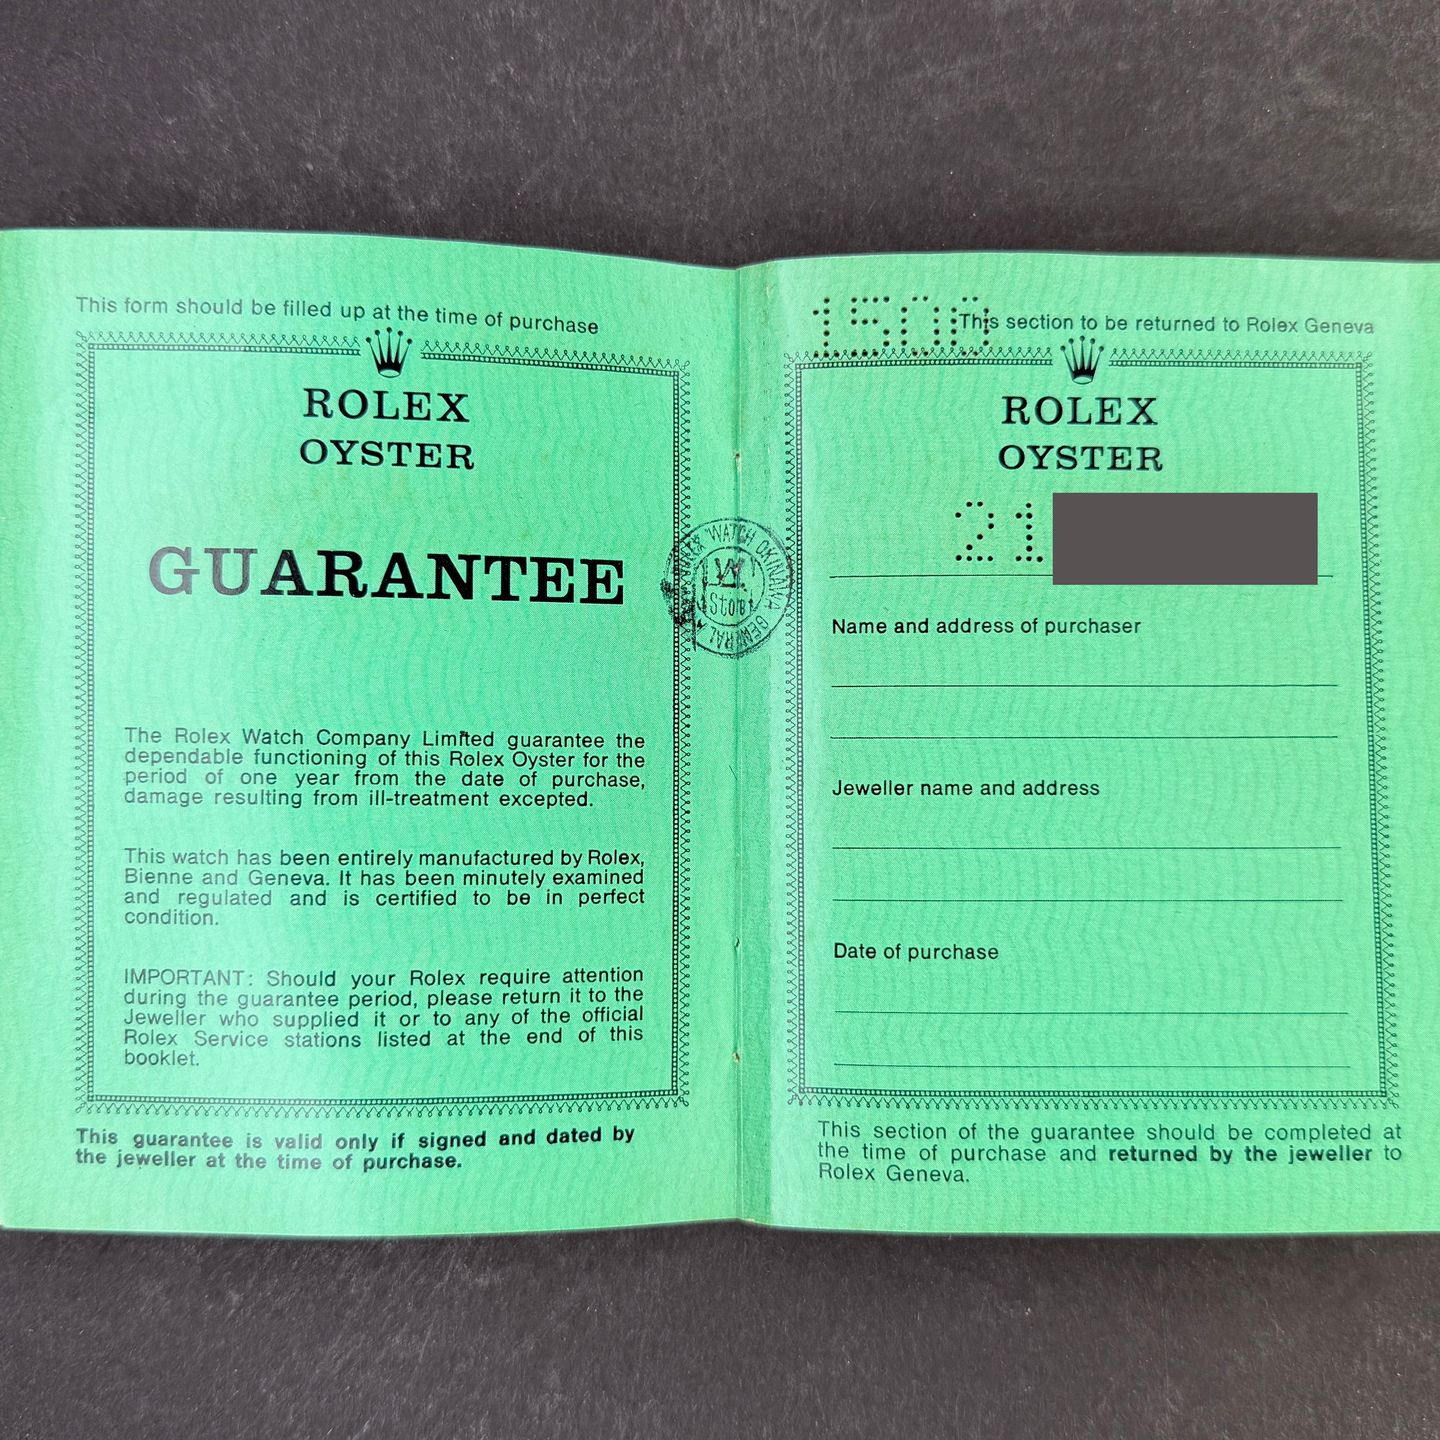 This form should be filled up at the time of purchase
ROLEX
OYSTER
GUARANTEE
The Rolex Watch Company Limited guarantee the
dependable functioning of this Rolex Oyster for the
period of one year from the date of purchase,
damage resulting from ill-treatment excepted.
This watch has been entirely manufactured by Rolex,
Bienne and Geneva. It has been minutely examined
and regulated and is certified to be in perfect
condition.
IMPORTANT: Should your Rolex require attention
during the guarantee period, please return it to the
Jeweller who supplied it or to any of the official
Rolex Service stations listed at the end of this
booklet.
This guarantee is valid only if signed and dated by
the jeweller at the time of purchase.
WATCH OKINAWA GENERAL
1500
This section to be returned to Rolex Geneva
ROLEX
OYSTER
21
Name and address of purchaser
Jeweller name and address
Date of purchase
This section of the guarantee should be completed at
the time of purchase and returned by the jeweller to
Rolex Geneva.